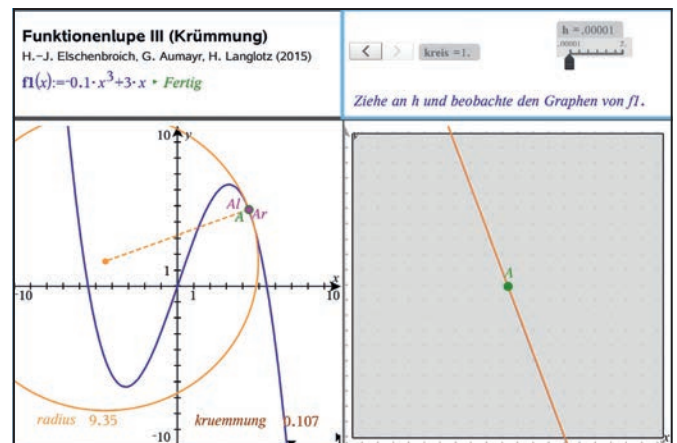 Funktionenlupe III (Krümmung)
H.-J. Elschenbroich, G. Aumayr, H. Langlotz (2015)
f1(x):=-0.1·x³+3·x ▸ Fertig
kreis =1.
h =.00001
.00001 2.
Ziehe an h und beobachte den Graphen von f1.
10 y
Al
A Ar
1
x
-10 1 10
radius 9.35 kruemmung 0.107
-10
y
A
x